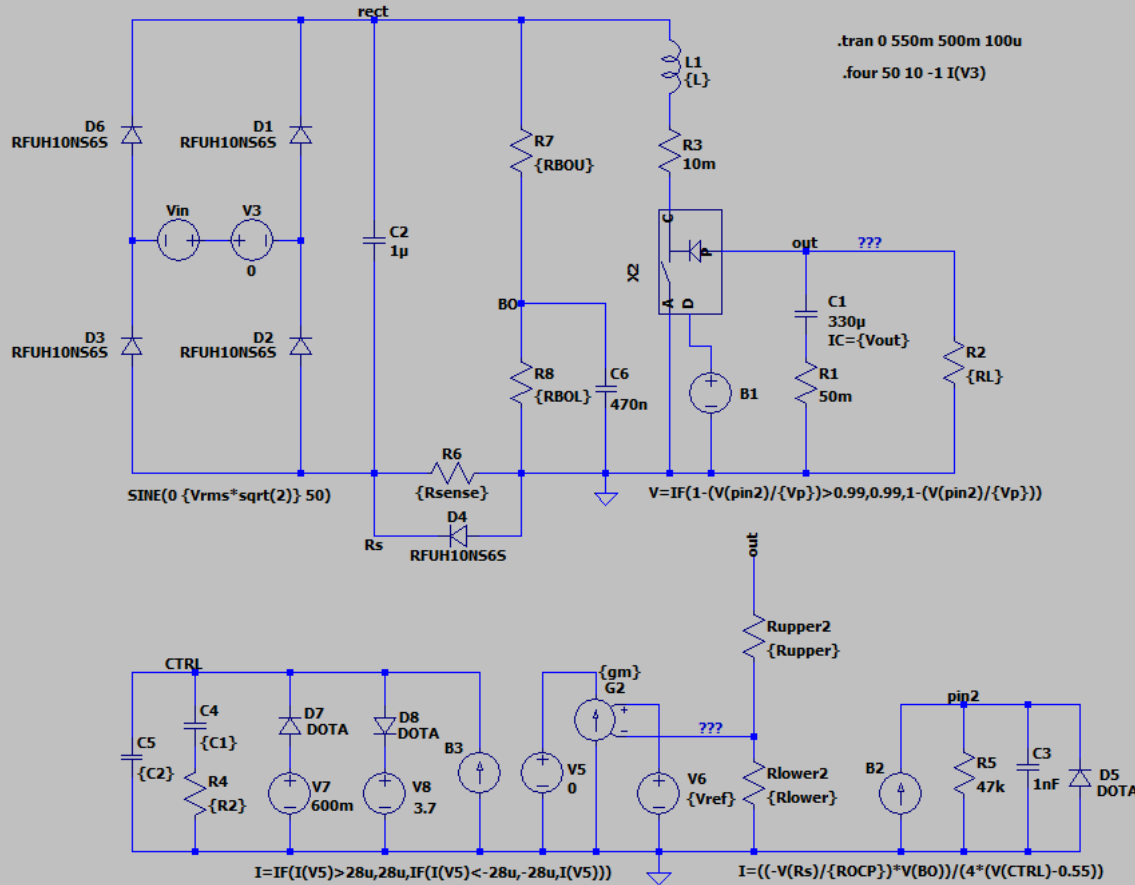 rect
.tran 0 550m 500m 100u
.four 50 10 -1 I(V3)
L1
{L}
D6
RFUH10NS6S
D1
RFUH10NS6S
R7
{RBOU}
R3
10m
Vin
V3
0
C2
1µ
C
P
X2
A
D
out
???
BO
C1
330µ
IC={Vout}
D3
RFUH10NS6S
D2
RFUH10NS6S
R8
{RBOL}
C6
470n
B1
R1
50m
R2
{RL}
R6
{Rsense}
SINE(0 {Vrms*sqrt(2)} 50)
V=IF(1-(V(pin2)/{Vp})>0.99,0.99,1-(V(pin2)/{Vp}))
D4
RFUH10NS6S
Rs
out
Rupper2
{Rupper}
CTRL
{gm}
G2
pin2
C4
{C1}
D7
DOTA
D8
DOTA
???
C5
{C2}
R4
{R2}
V7
600m
V8
3.7
B3
V5
0
V6
{Vref}
Rlower2
{Rlower}
B2
R5
47k
C3
1nF
D5
DOTA
I=IF(I(V5)>28u,28u,IF(I(V5)<-28u,-28u,I(V5)))
I=((-V(Rs)/{ROCP})*V(BO))/(4*(V(CTRL)-0.55))